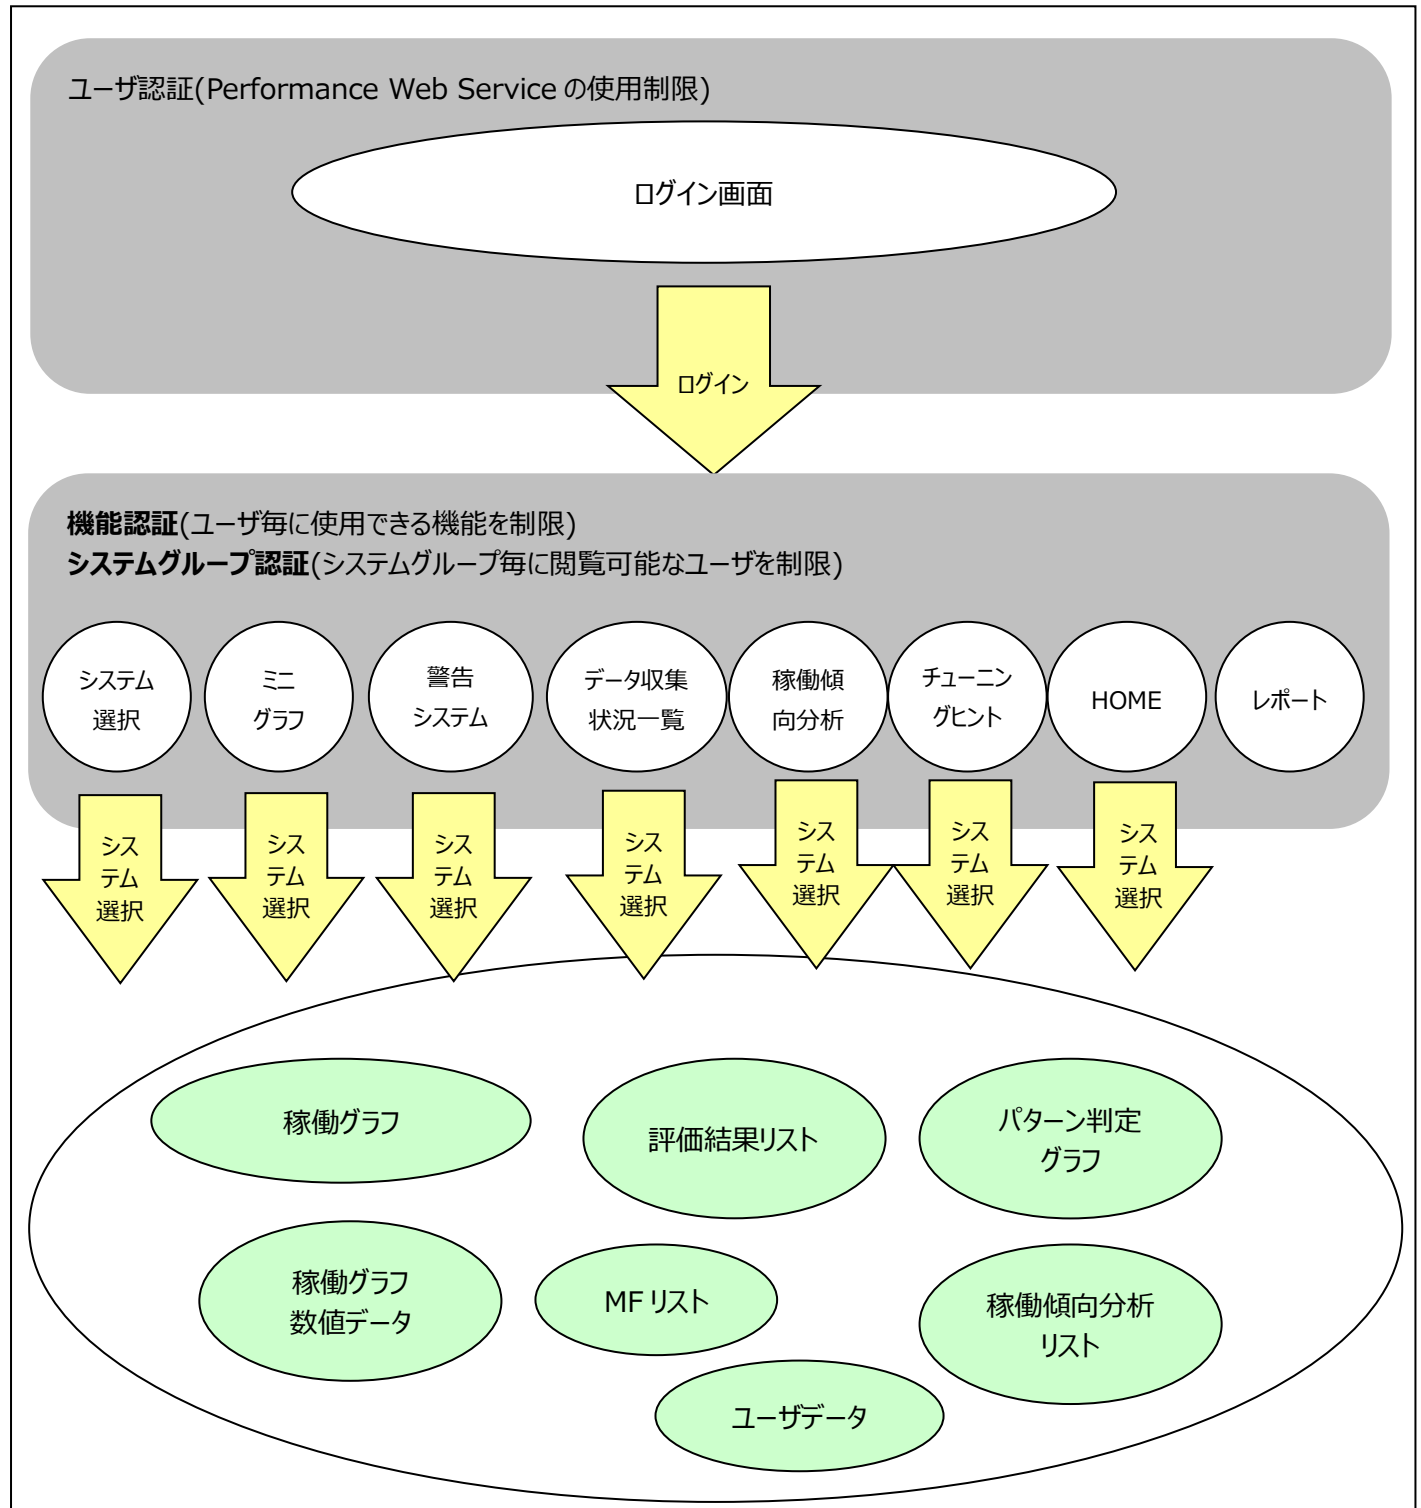 ユーザ認証(Performance Web Service の使用制限)
ログイン画面
ログイン
機能認証(ユーザ毎に使用できる機能を制限)
システムグループ認証(システムグループ毎に閲覧可能なユーザを制限)
システム
選択
ミニ
グラフ
警告
システム
データ収集
状況一覧
稼働傾
向分析
チューニン
グヒント
HOME
レポート
シス
テム
選択
シス
テム
選択
シス
テム
選択
シス
テム
選択
シス
テム
選択
シス
テム
選択
シス
テム
選択
稼働グラフ
評価結果リスト
パターン判定
グラフ
稼働グラフ
数値データ
MF リスト
稼働傾向分析
リスト
ユーザデータ